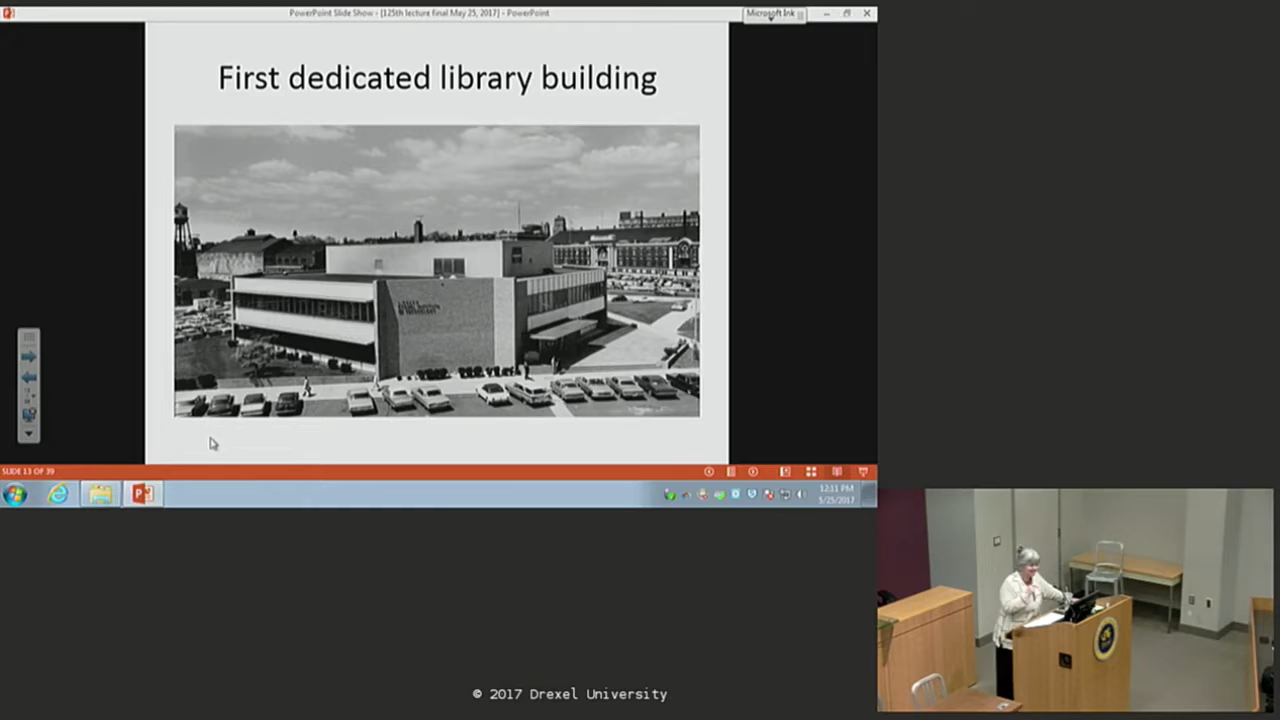 PowerPoint Slide Show - [125th lecture final May 25, 2017] - PowerPoint
Microsoft Ink
First dedicated library building
SLIDE 13 OF 39
12:11 PM
5/25/2017
© 2017 Drexel University